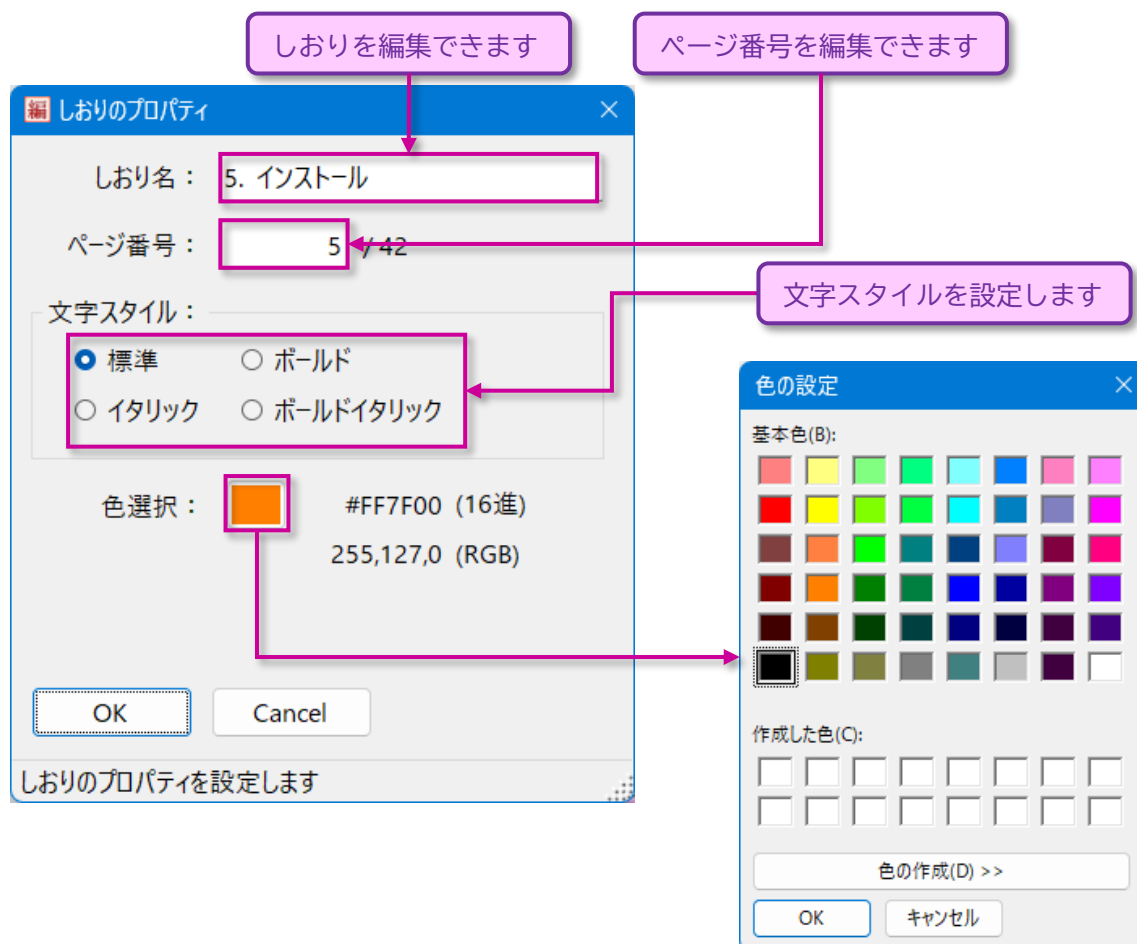 しおりを編集できます
ページ番号を編集できます
編 しおりのプロパティ
しおり名：
5. インストール
ページ番号：
5 / 42
文字スタイル：
文字スタイルを設定します
標準
ボールド
イタリック
ボールドイタリック
色選択：
#FF7F00 (16進)
255,127,0 (RGB)
OK
Cancel
しおりのプロパティを設定します
色の設定
基本色(B):
作成した色(C):
色の作成(D) >>
OK
キャンセル